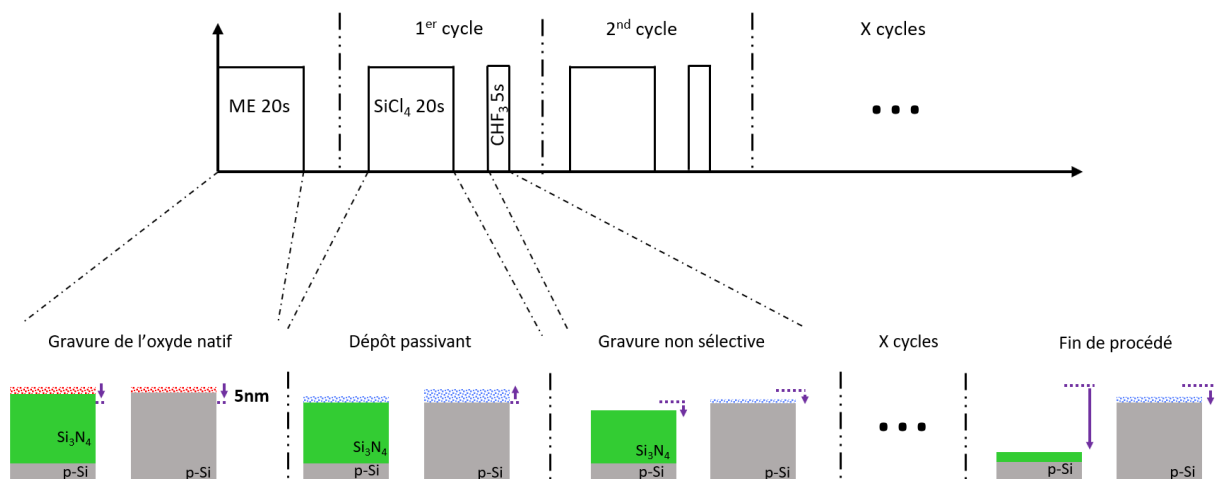 1er cycle
2nd cycle
X cycles
ME 20s
SiCl4 20s
CHF3 5s
Gravure de l’oxyde natif
Dépôt passivant
Gravure non sélective
X cycles
Fin de procédé
5nm
Si3N4
Si3N4
Si3N4
p-Si
p-Si
p-Si
p-Si
p-Si
p-Si
p-Si
p-Si